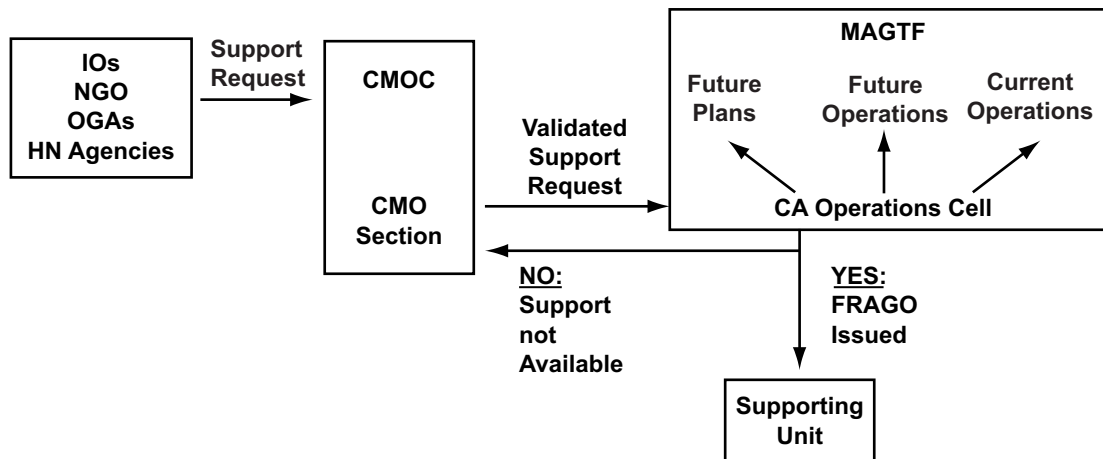 IOs
NGO
OGAs
HN Agencies
Support
Request
CMOC
CMO
Section
Validated
Support
Request
MAGTF
Future
Plans
Future
Operations
Current
Operations
CA Operations Cell
NO:
Support
not
Available
YES:
FRAGO
Issued
Supporting
Unit